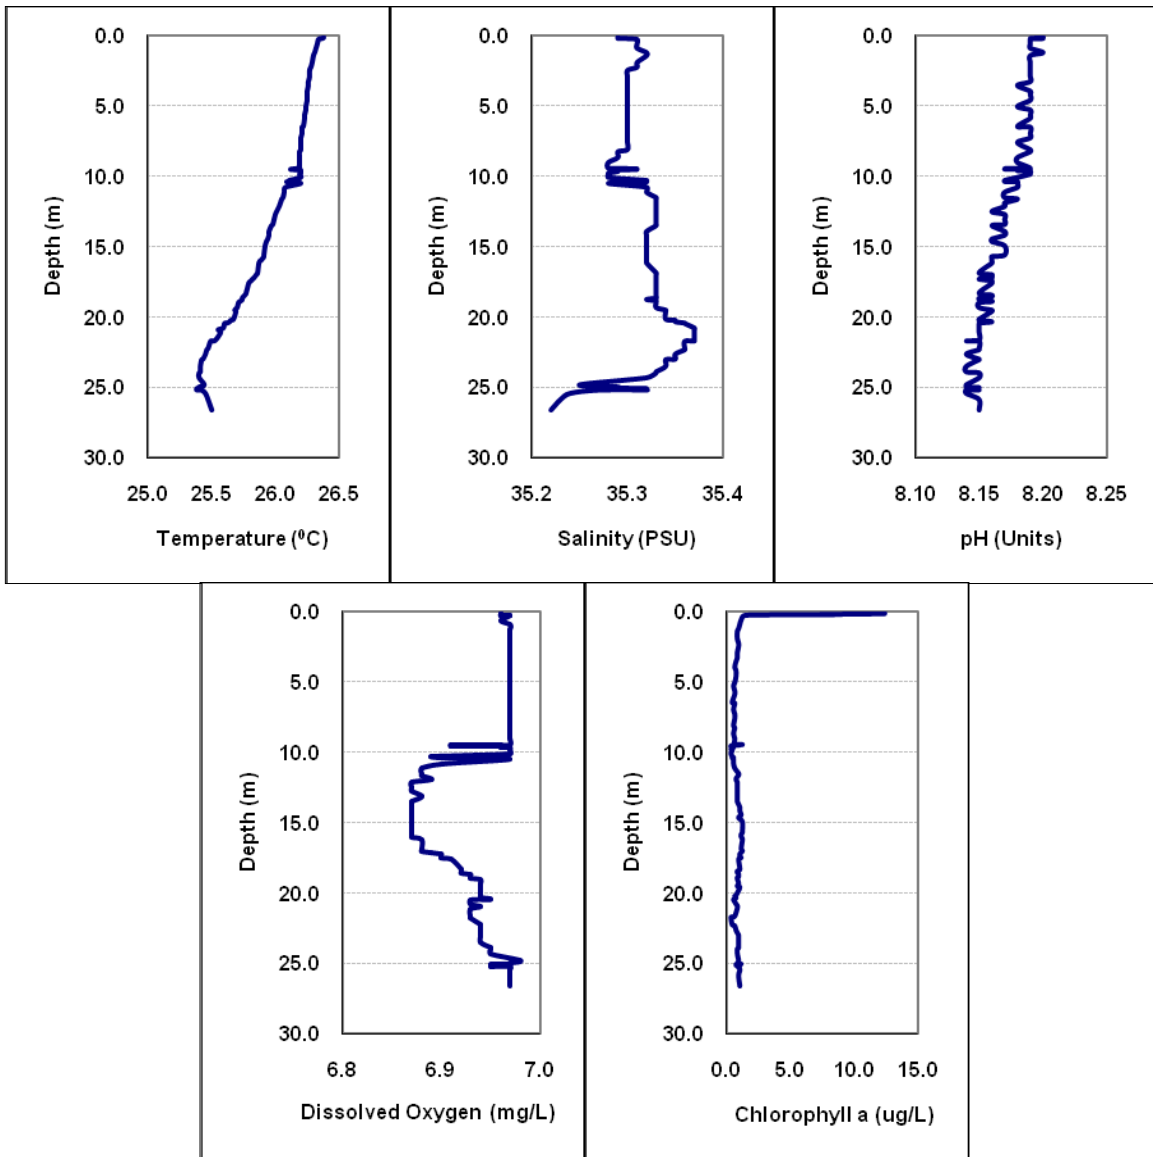 0.0
5.0
10.0
15.0
20.0
25.0
30.0
Depth (m)
25.0 25.5 26.0 26.5
Temperature (⁰C)
0.0
5.0
10.0
15.0
20.0
25.0
30.0
Depth (m)
35.2 35.3 35.4
Salinity (PSU)
0.0
5.0
10.0
15.0
20.0
25.0
30.0
Depth (m)
8.10 8.15 8.20 8.25
pH (Units)
0.0
5.0
10.0
15.0
20.0
25.0
30.0
Depth (m)
6.8 6.9 7.0
Dissolved Oxygen (mg/L)
0.0
5.0
10.0
15.0
20.0
25.0
30.0
Depth (m)
0.0 5.0 10.0 15.0
Chlorophyll a (ug/L)